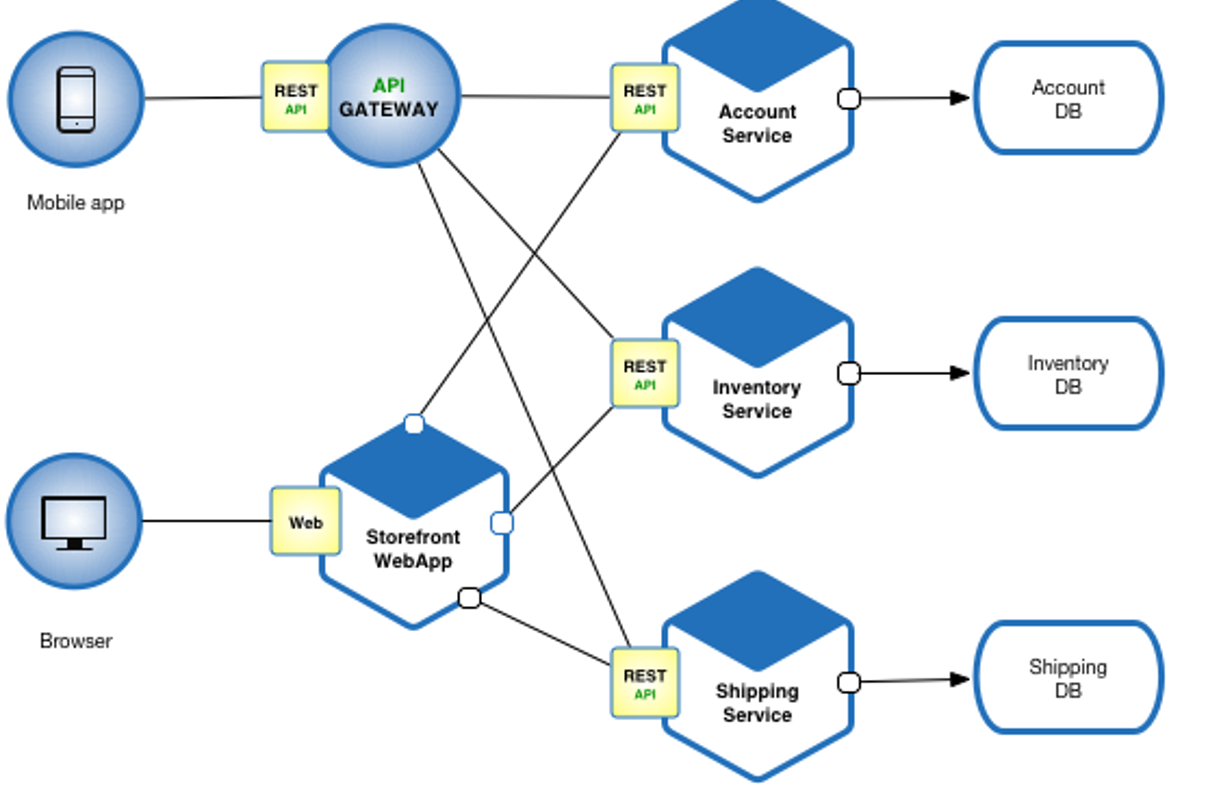 REST
API
API
GATEWAY
REST
API
Account
Service
Account
DB
Mobile app
REST
API
Inventory
Service
Inventory
DB
Web
Storefront
WebApp
Browser
REST
API
Shipping
Service
Shipping
DB